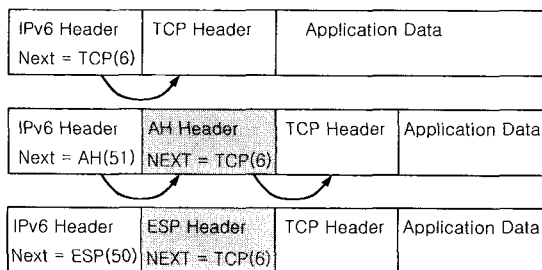 IPv6 Header TCP Header Application Data
Next = TCP(6)
IPv6 Header AH Header TCP Header Application Data
Next = AH(51) NEXT = TCP(6)
IPv6 Header ESP Header TCP Header Application Data
Next = ESP(50) NEXT = TCP(6)